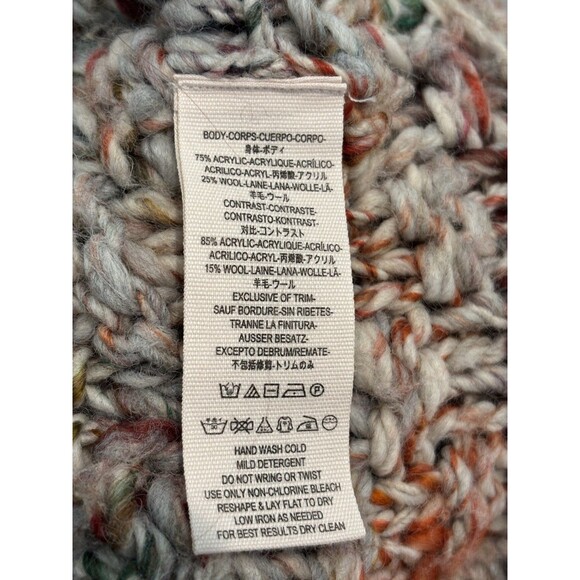 BODY-CORPS-CUERPO-CORPO-
身体-ボディ
75% ACRYLIC-ACRYLIQUE-ACRÍLICO-
ACRILICO-ACRYL-丙烯酸-アクリル
25% WOOL-LAINE-LANA-WOLLE-LÃ-
羊毛-ウール
CONTRAST-CONTRASTE-
CONTRASTO-KONTRAST-
对比-コントラスト
85% ACRYLIC-ACRYLIQUE-ACRÍLICO-
ACRILICO-ACRYL-丙烯酸-アクリル
15% WOOL-LAINE-LANA-WOLLE-LÃ-
羊毛-ウール
EXCLUSIVE OF TRIM-
SAUF BORDURE-SIN RIBETES-
TRANNE LA FINITURA-
AUSSER BESATZ-
EXCEPTO DEBRUM/REMATE-
不包括修剪-トリムのみ
HAND WASH COLD
MILD DETERGENT
DO NOT WRING OR TWIST
USE ONLY NON-CHLORINE BLEACH
RESHAPE & LAY FLAT TO DRY
LOW IRON AS NEEDED
FOR BEST RESULTS DRY CLEAN